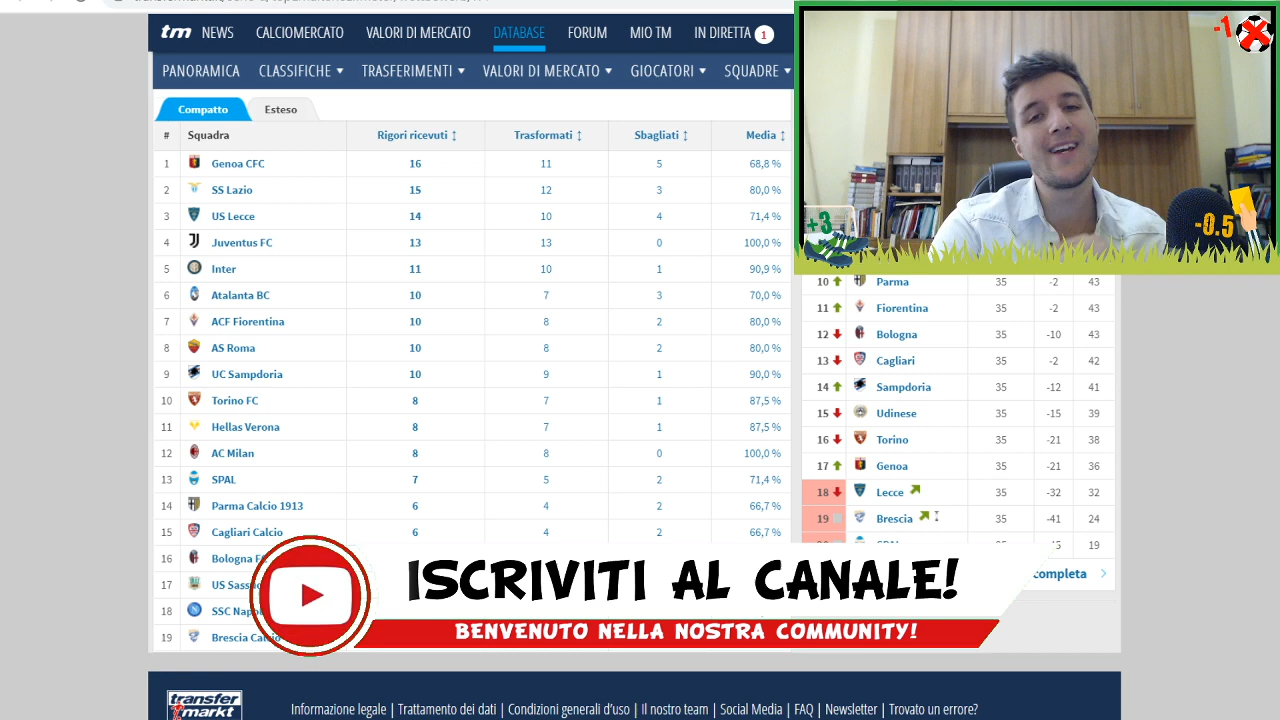 tm NEWS CALCIOMERCATO VALORI DI MERCATO DATABASE FORUM MIO TM IN DIRETTA 1
PANORAMICA CLASSIFICHE TRASFERIMENTI VALORI DI MERCATO GIOCATORI SQUADRE
-1
+3
-0.5
Compatto Esteso
# Squadra Rigori ricevuti Trasformati Sbagliati Media
1 Genoa CFC 16 11 5 68,8 %
2 SS Lazio 15 12 3 80,0 %
3 US Lecce 14 10 4 71,4 %
4 Juventus FC 13 13 0 100,0 %
5 Inter 11 10 1 90,9 %
6 Atalanta BC 10 7 3 70,0 %
7 ACF Fiorentina 10 8 2 80,0 %
8 AS Roma 10 8 2 80,0 %
9 UC Sampdoria 10 9 1 90,0 %
10 Torino FC 8 7 1 87,5 %
11 Hellas Verona 8 7 1 87,5 %
12 AC Milan 8 8 0 100,0 %
13 SPAL 7 5 2 71,4 %
14 Parma Calcio 1913 6 4 2 66,7 %
15 Cagliari Calcio 6 4 2 66,7 %
16 Bologna
17 US
18 SSC
19 Brescia
10 Parma 35 -2 43
11 Fiorentina 35 -2 43
12 Bologna 35 -10 43
13 Cagliari 35 -2 42
14 Sampdoria 35 -12 41
15 Udinese 35 -15 39
16 Torino 35 -21 38
17 Genoa 35 -21 36
18 Lecce 35 -32 32
19 Brescia 35 -41 24
19
completa
ISCRIVITI AL CANALE!
BENVENUTO NELLA NOSTRA COMMUNITY!
transfermarkt
Informazione legale | Trattamento dei dati | Condizioni generali d'uso | Il nostro team | Social Media | FAQ | Newsletter | Trovato un errore?